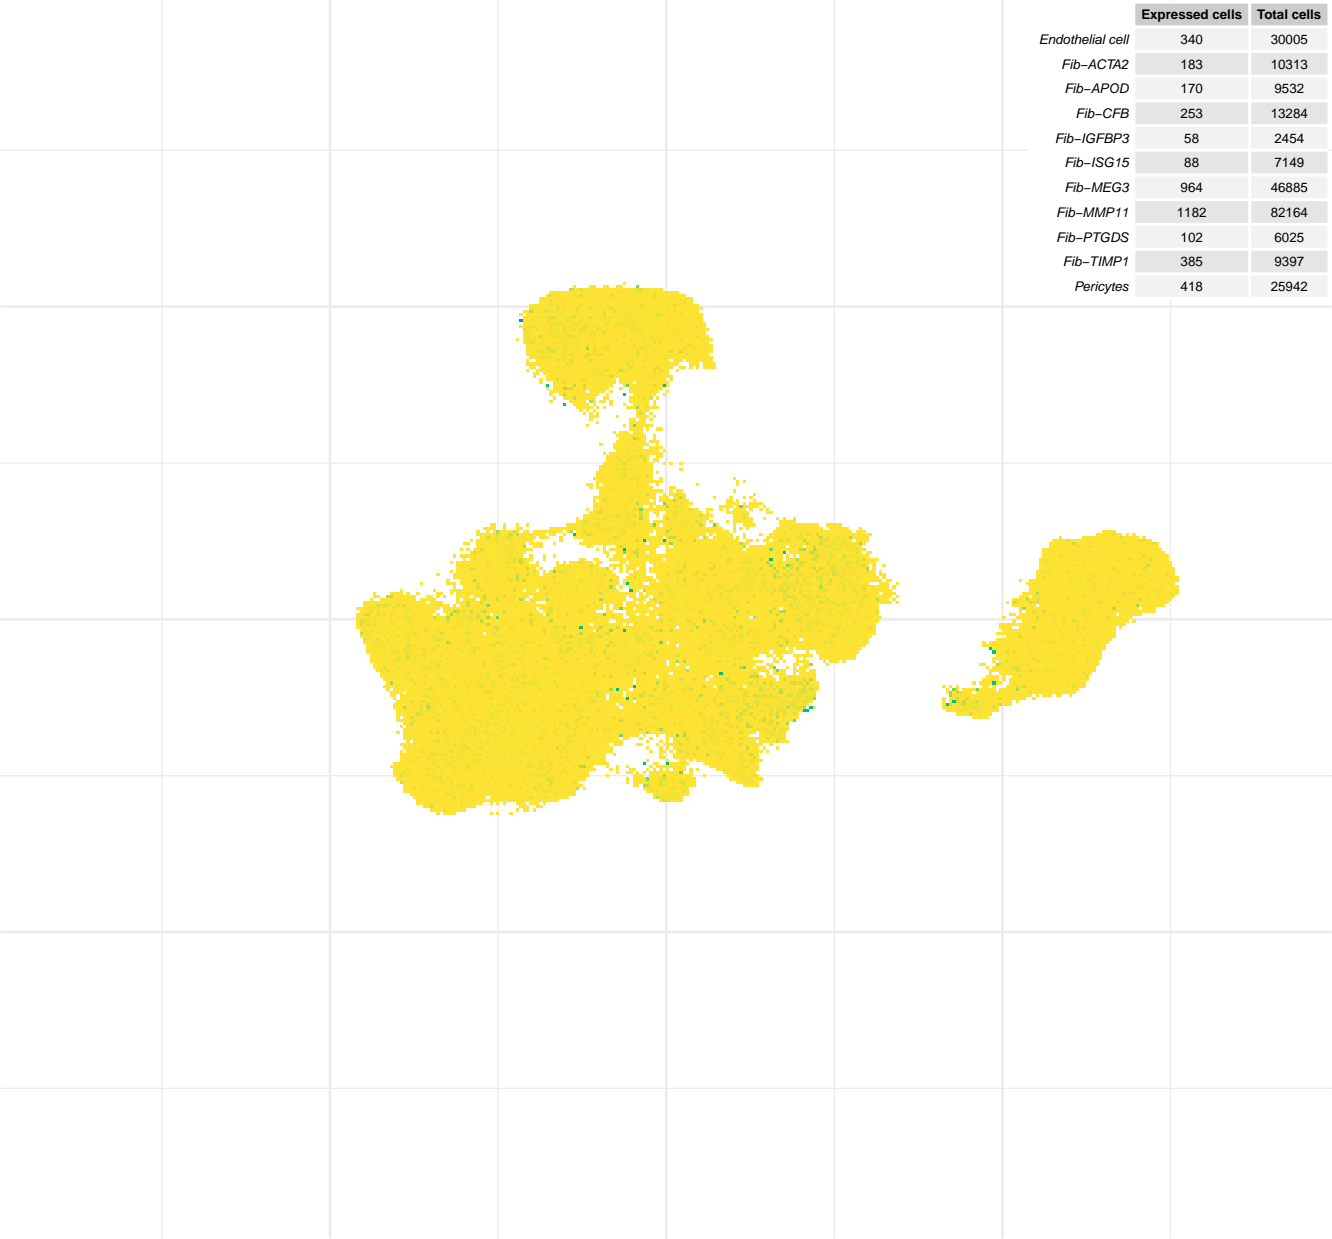 Expressed cells Total cells
Endothelial cell 340 30005
Fib−ACTA2 183 10313
Fib−APOD 170 9532
Fib−CFB 253 13284
Fib−IGFBP3 58 2454
Fib−ISG15 88 7149
Fib−MEG3 964 46885
Fib−MMP11 1182 82164
Fib−PTGDS 102 6025
Fib−TIMP1 385 9397
Pericytes 418 25942